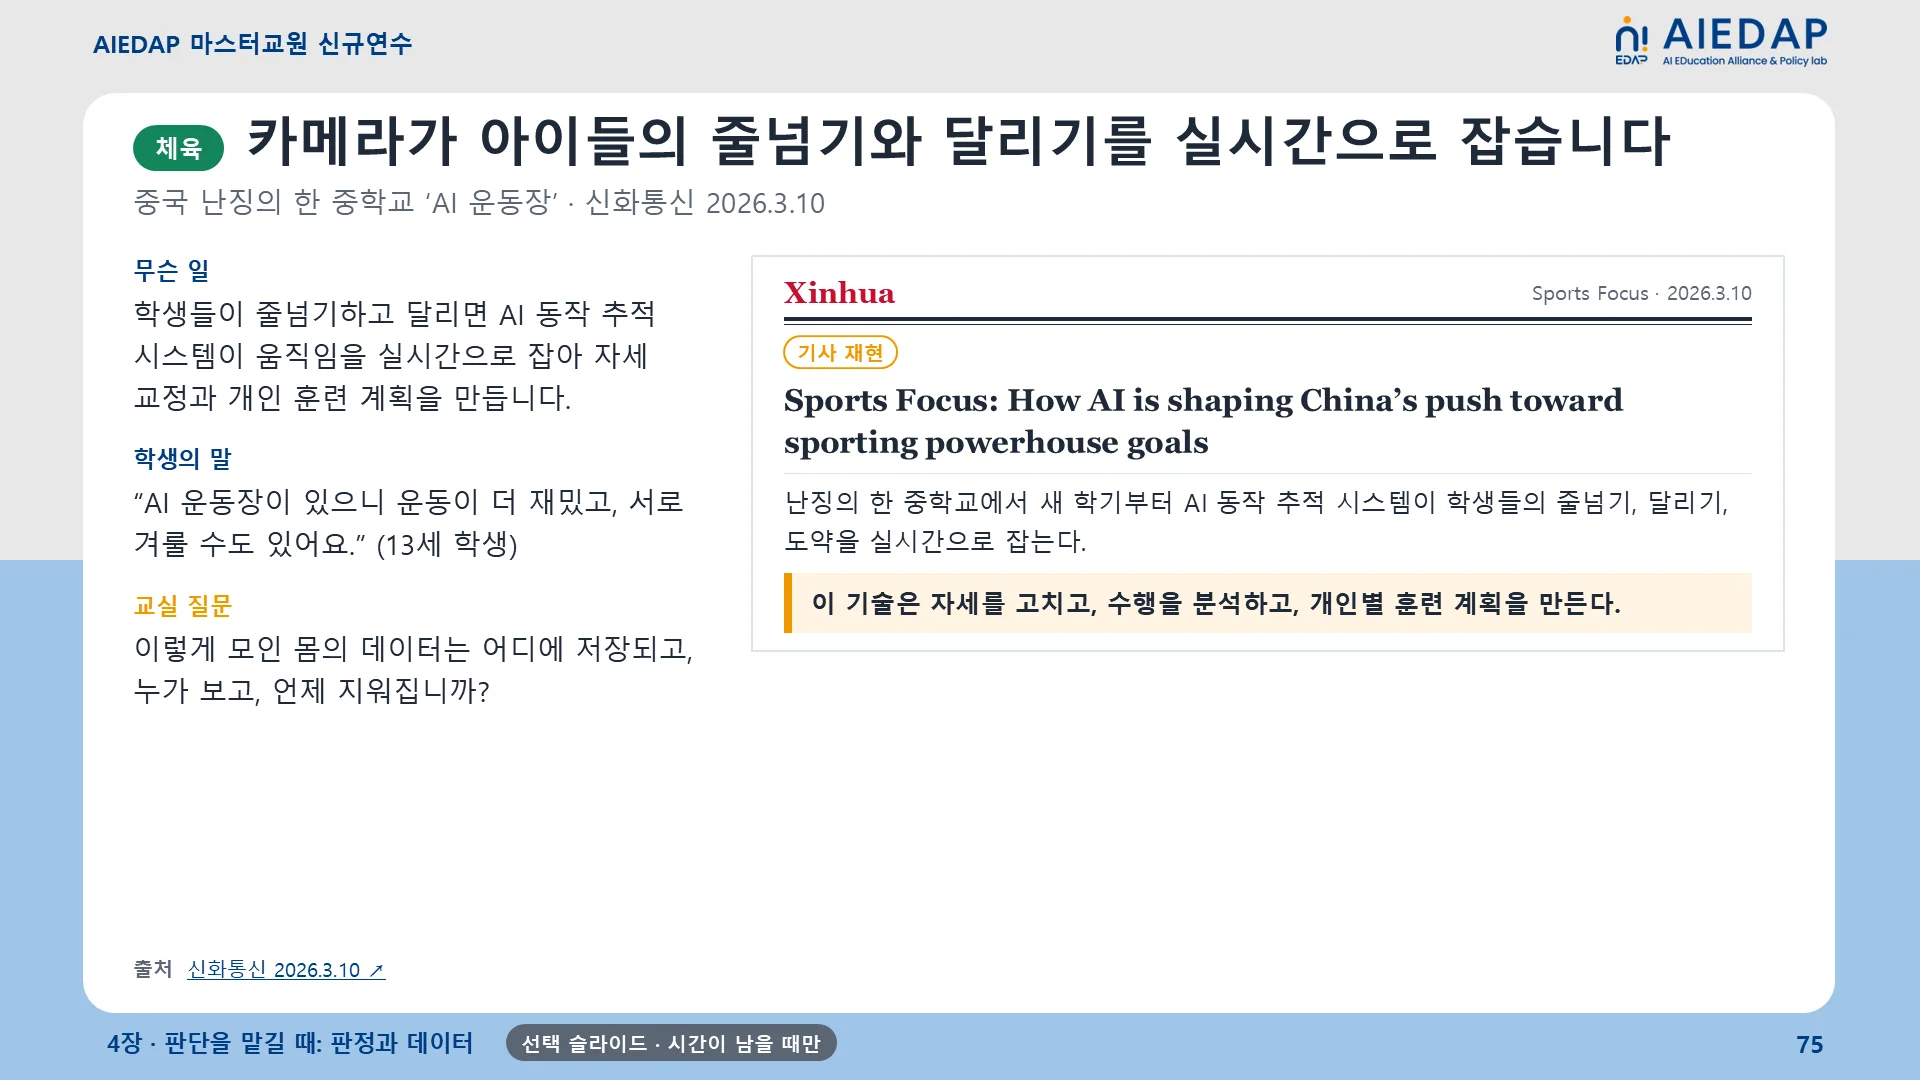 AIEDAP 마스터교원 신규연수
EDAP
AIEDAP
AI EDucation Alliance & Policy lab
체육
카메라가 아이들의 줄넘기와 달리기를 실시간으로 잡습니다
중국 난징의 한 중학교 ‘AI 운동장’ · 신화통신 2026.3.10
무슨 일
학생들이 줄넘기하고 달리면 AI 동작 추적
시스템이 움직임을 실시간으로 잡아 자세
교정과 개인 훈련 계획을 만듭니다.
학생의 말
“AI 운동장이 있으니 운동이 더 재밌고, 서로
겨룰 수도 있어요.” (13세 학생)
교실 질문
이렇게 모인 몸의 데이터는 어디에 저장되고,
누가 보고, 언제 지워집니까?
Xinhua
Sports Focus · 2026.3.10
기사 재현
Sports Focus: How AI is shaping China’s push toward
sporting powerhouse goals
난징의 한 중학교에서 새 학기부터 AI 동작 추적 시스템이 학생들의 줄넘기, 달리기,
도약을 실시간으로 잡는다.
이 기술은 자세를 고치고, 수행을 분석하고, 개인별 훈련 계획을 만든다.
출처 신화통신 2026.3.10 ↗
4장 · 판단을 맡길 때: 판정과 데이터
선택 슬라이드 · 시간이 남을 때만
75